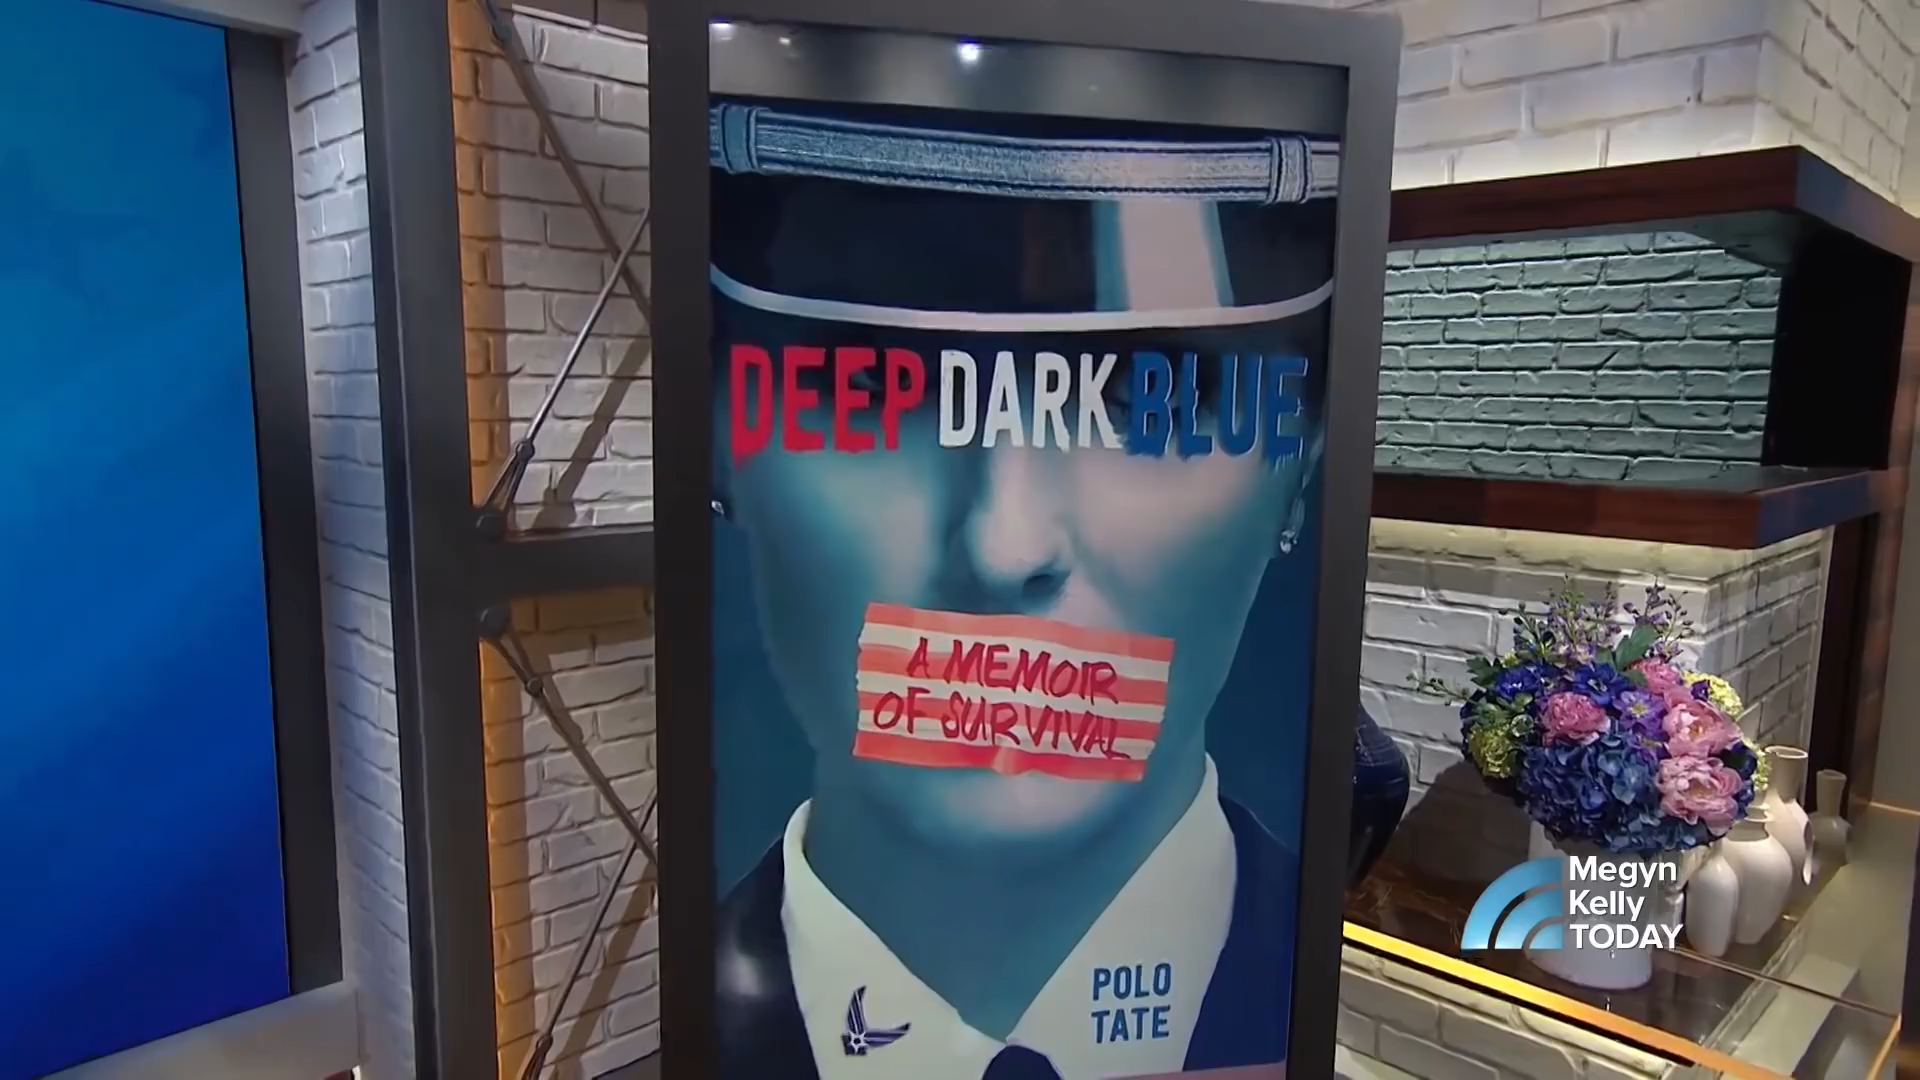 DEEP DARK BLUE
A MEMOIR
OF SURVIVAL
POLO
TATE
Megyn
Kelly
TODAY